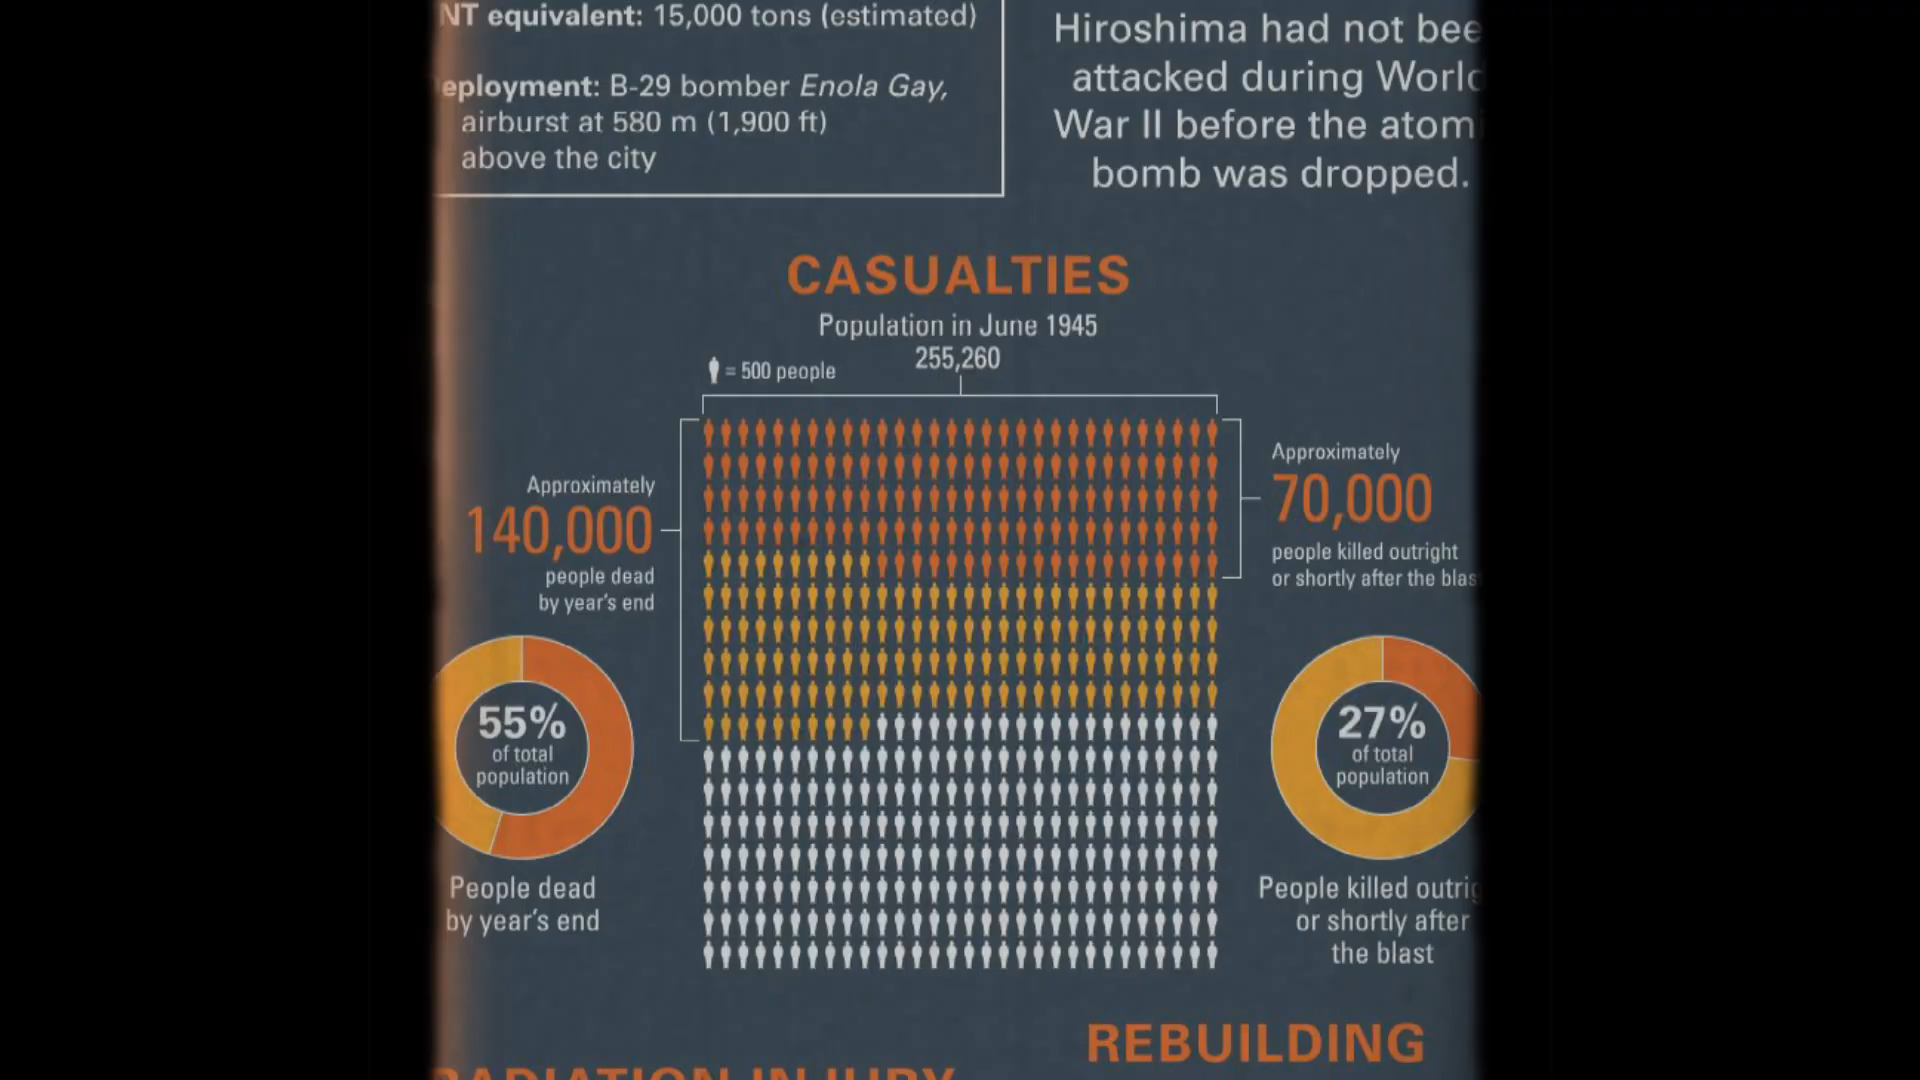 NT equivalent: 15,000 tons (estimated)
eployment: B-29 bomber Enola Gay,
airburst at 580 m (1,900 ft)
above the city
Hiroshima had not bee
attacked during World
War II before the atomi
bomb was dropped.
CASUALTIES
Population in June 1945
255,260
= 500 people
Approximately
140,000
people dead
by year's end
Approximately
70,000
people killed outright
or shortly after the blast
55%
of total
population
People dead
by year's end
27%
of total
population
People killed outrig
or shortly after
the blast
REBUILDING
RADIATION INJURY